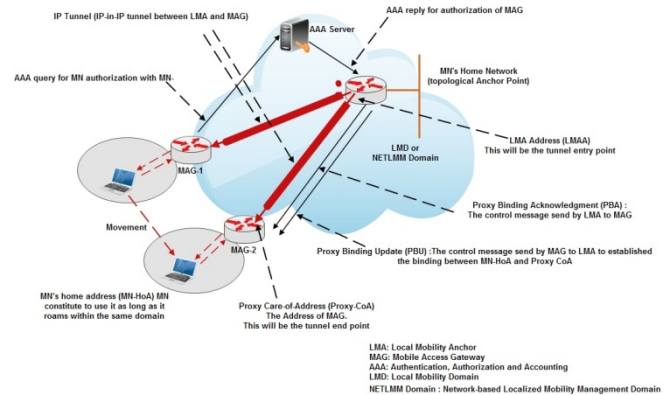 IP Tunnel (IP-in-IP tunnel between LMA and MAG)
AAA reply for authorization of MAG
AAA Server
AAA query for MN authorization with MN-
MN's Home Network
(topological Anchor Point)
LMD or
NETLMM Domain
LMA Address (LMAA)
This will be the tunnel entry point
MAG-1
Proxy Binding Acknowledgment (PBA) :
The control message send by LMA to MAG
Movement
MAG-2
Proxy Binding Update (PBU) :The control message send by MAG to LMA to established
the binding between MN-HoA and Proxy CoA
MN's home address (MN-HoA) MN
constitute to use it as long as it
roams within the same domain
Proxy Care-of-Address (Proxy-CoA)
The Address of MAG.
This will be the tunnel end point
LMA: Local Mobility Anchor
MAG: Mobile Access Gateway
AAA: Authentication, Authorization and Accounting
LMD: Local Mobility Domain
NETLMM Domain : Network-based Localized Mobility Management Domain